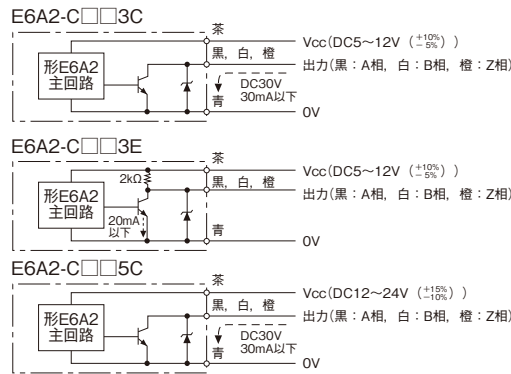 E6A2-C□□3C
茶
Vcc(DC5～12V (+10% −5%))
黒, 白, 橙
出力(黒：A相, 白：B相, 橙：Z相)
形E6A2
主回路
DC30V
30mA以下
青
0V
E6A2-C□□3E
茶
2kΩ
Vcc(DC5～12V (+10% −5%))
黒, 白, 橙
出力(黒：A相, 白：B相, 橙：Z相)
形E6A2
主回路
20mA
以下
青
0V
E6A2-C□□5C
茶
Vcc(DC12～24V (+15% −10%))
黒, 白, 橙
出力(黒：A相, 白：B相, 橙：Z相)
形E6A2
主回路
DC30V
30mA以下
青
0V